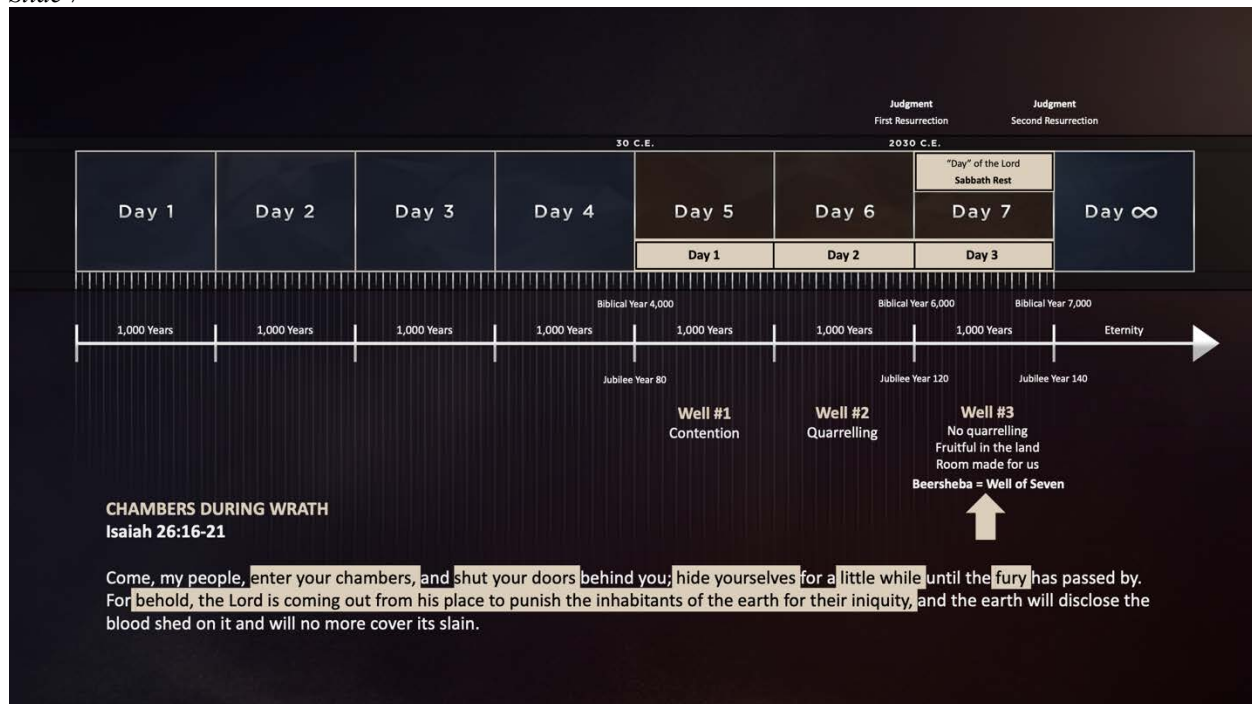 Judgment
First Resurrection
Judgment
Second Resurrection
30 C.E.
2030 C.E.
"Day" of the Lord
Sabbath Rest
Day 1
Day 2
Day 3
Day 4
Day 5
Day 6
Day 7
Day ∞
Day 1
Day 2
Day 3
Biblical Year 4,000
Biblical Year 6,000
Biblical Year 7,000
1,000 Years
1,000 Years
1,000 Years
1,000 Years
1,000 Years
1,000 Years
1,000 Years
Eternity
Jubilee Year 80
Jubilee Year 120
Jubilee Year 140
Well #1
Contention
Well #2
Quarrelling
Well #3
No quarrelling
Fruitful in the land
Room made for us
Beersheba = Well of Seven
CHAMBERS DURING WRATH
Isaiah 26:16-21
Come, my people, enter your chambers, and shut your doors behind you; hide yourselves for a little while until the fury has passed by.
For behold, the Lord is coming out from his place to punish the inhabitants of the earth for their iniquity, and the earth will disclose the
blood shed on it and will no more cover its slain.